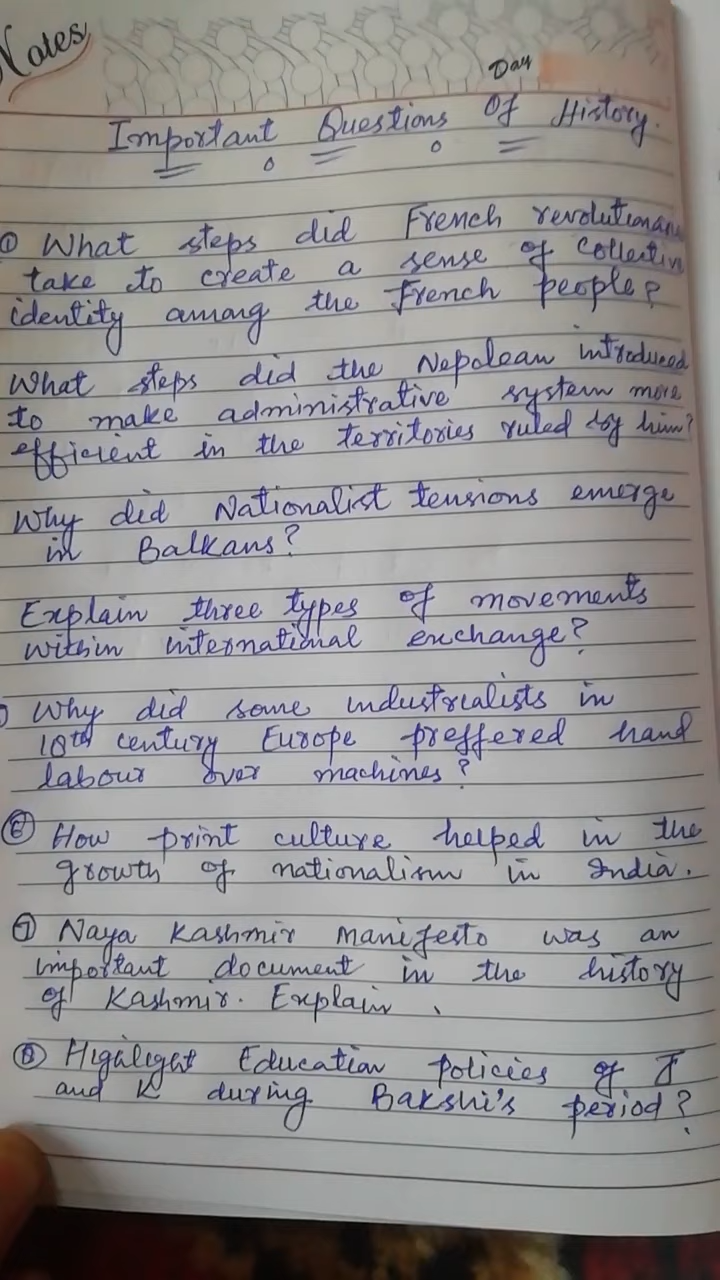 Notes
Day
Important Questions Of History.
① What steps did French revolutionari
take to create a sense of collectiv
identity among the French people?
What steps did the Nepolean introduced
to make administrative system more
efficient in the territories ruled by him?
Why did Nationalist tensions emerge
in Balkans?
Explain three types of movements
within international exchange?
Why did some industrialists in
18th century Europe preffered hand
labour over machines?
⑥ How print culture helped in the
growth of nationalism in India.
⑦ Naya Kashmir manifesto was an
important document in the history
of Kashmir. Explain.
⑧ Higˊligˊt Education policies of J
and K during Bakshi's period?